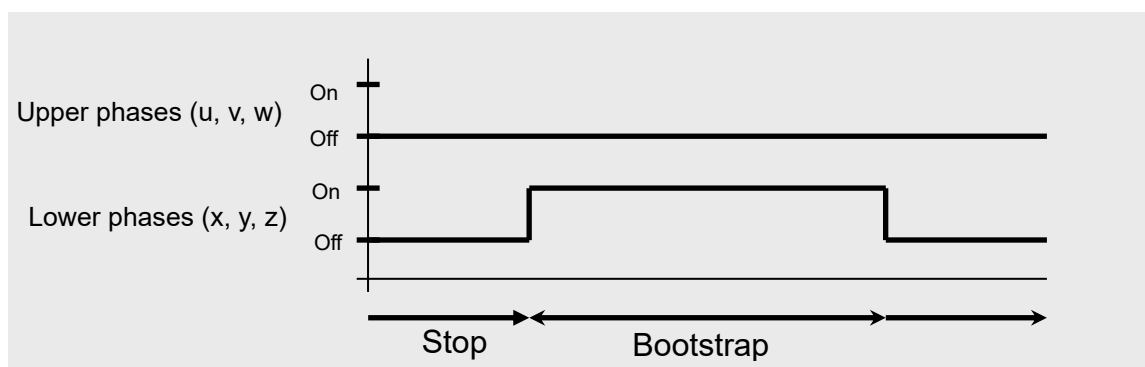 On
Upper phases (u, v, w)
Off
On
Lower phases (x, y, z)
Off
Stop
Bootstrap